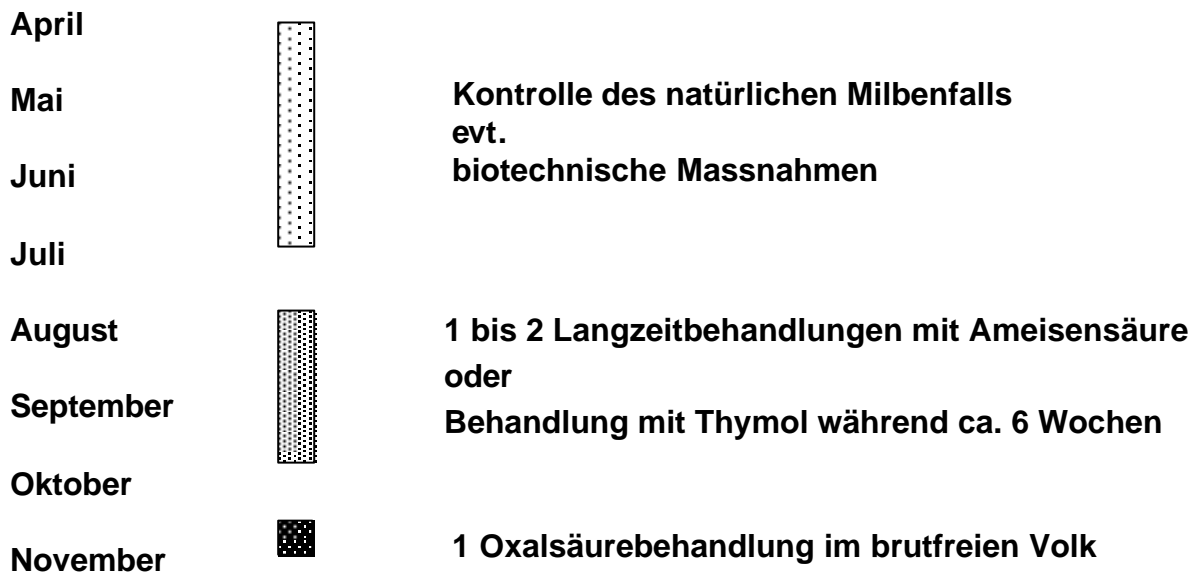 April
Mai
Kontrolle des natürlichen Milbenfalls
evt.
biotechnische Massnahmen
Juni
Juli
August
1 bis 2 Langzeitbehandlungen mit Ameisensäure
oder
September
Behandlung mit Thymol während ca. 6 Wochen
Oktober
November
1 Oxalsäurebehandlung im brutfreien Volk